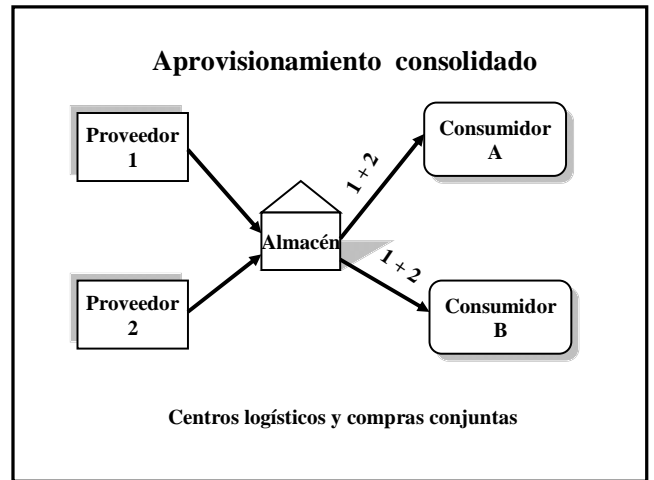 Aprovisionamiento consolidado
Proveedor
1
Consumidor
A
1 + 2
Almacén
1 + 2
Proveedor
2
Consumidor
B
Centros logísticos y compras conjuntas